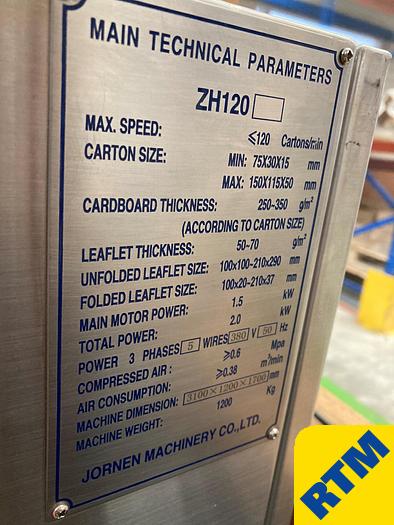 MAIN TECHNICAL PARAMETERS
ZH120
MAX. SPEED: ≤120 Cartons/min
CARTON SIZE: MIN: 75X30X15 mm
MAX: 150X115X50 mm
CARDBOARD THICKNESS: 250-350 g/m²
(ACCORDING TO CARTON SIZE)
LEAFLET THICKNESS: 50-70 g/m²
UNFOLDED LEAFLET SIZE: 100x100-210x290 mm
FOLDED LEAFLET SIZE: 100x20-210x37 mm
MAIN MOTOR POWER: 1.5 kW
TOTAL POWER: 2.0 kW
POWER 3 PHASES 5 WIRES 380 V 50 Hz
COMPRESSED AIR: ≥0.6 Mpa
AIR CONSUMPTION: ≥0.38 m³/min
MACHINE DIMENSION: 3100×1200×1700 mm
MACHINE WEIGHT: 1200 Kg
JORNEN MACHINERY CO.,LTD.
RTM